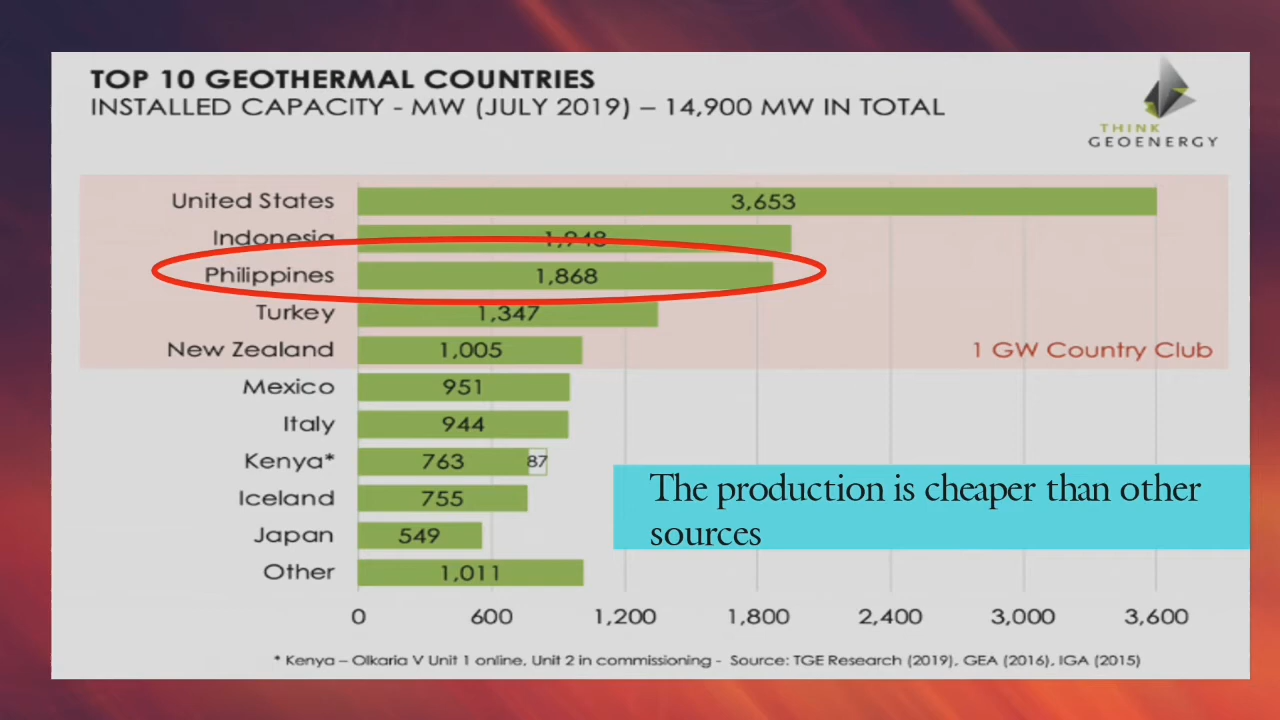 TOP 10 GEOTHERMAL COUNTRIES
INSTALLED CAPACITY - MW (JULY 2019) – 14,900 MW IN TOTAL
THINK
GEOENERGY
United States 3,653
Indonesia 1,948
Philippines 1,868
Turkey 1,347
New Zealand 1,005
1 GW Country Club
Mexico 951
Italy 944
Kenya* 763 87
Iceland 755
Japan 549
Other 1,011
The production is cheaper than other
sources
0 600 1,200 1,800 2,400 3,000 3,600
* Kenya – Olkaria V Unit 1 online, Unit 2 in commissioning - Source: TGE Research (2019), GEA (2016), IGA (2015)